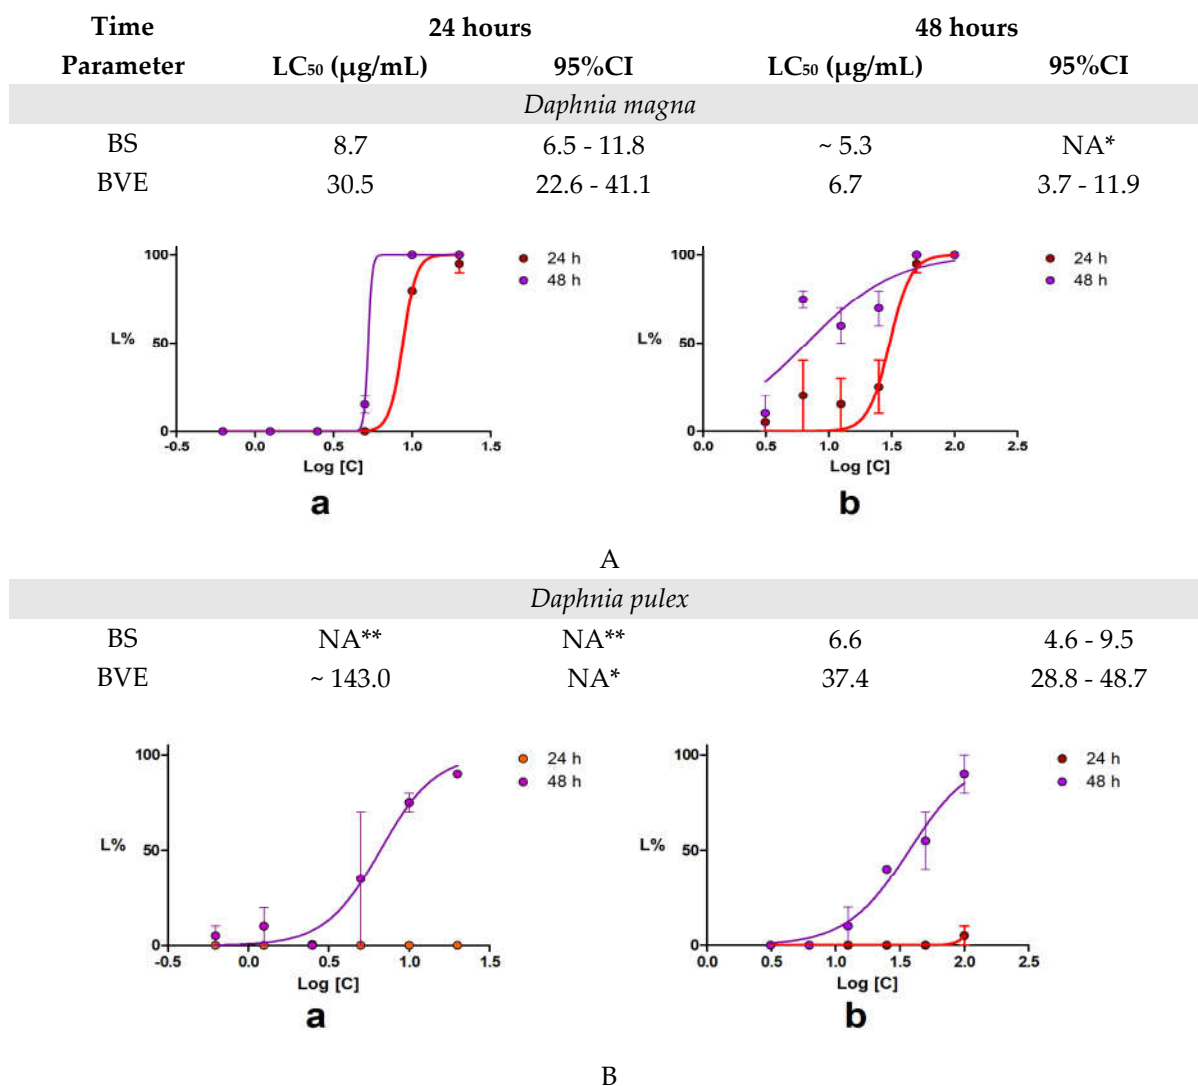 Time 24 hours 48 hours
Parameter LC₅₀ (µg/mL) 95%CI LC₅₀ (µg/mL) 95%CI
Daphnia magna
BS 8.7 6.5 - 11.8 ~ 5.3 NA*
BVE 30.5 22.6 - 41.1 6.7 3.7 - 11.9
100
50
0
L%
-0.5 0.0 0.5 1.0 1.5
Log [C]
24 h
48 h
a
100
50
0
L%
0.0 0.5 1.0 1.5 2.0 2.5
Log [C]
24 h
48 h
b
A
Daphnia pulex
BS NA** NA** 6.6 4.6 - 9.5
BVE ~ 143.0 NA* 37.4 28.8 - 48.7
100
50
0
L%
-0.5 0.0 0.5 1.0 1.5
Log [C]
24 h
48 h
a
100
50
0
L%
0.0 0.5 1.0 1.5 2.0 2.5
Log [C]
24 h
48 h
b
B